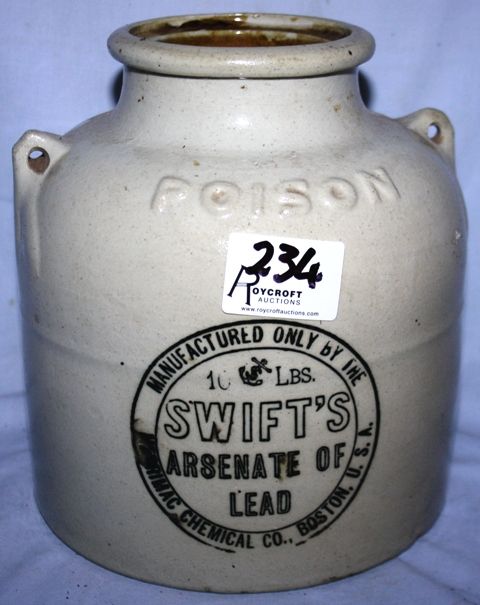 POISON
234
ROYCROFT
AUCTIONS
www.roycroftauctions.com
MANUFACTURED ONLY BY THE
10 LBS.
SWIFT'S
ARSENATE OF
LEAD
CHEMICAL CO., BOSTON, U.S.A.